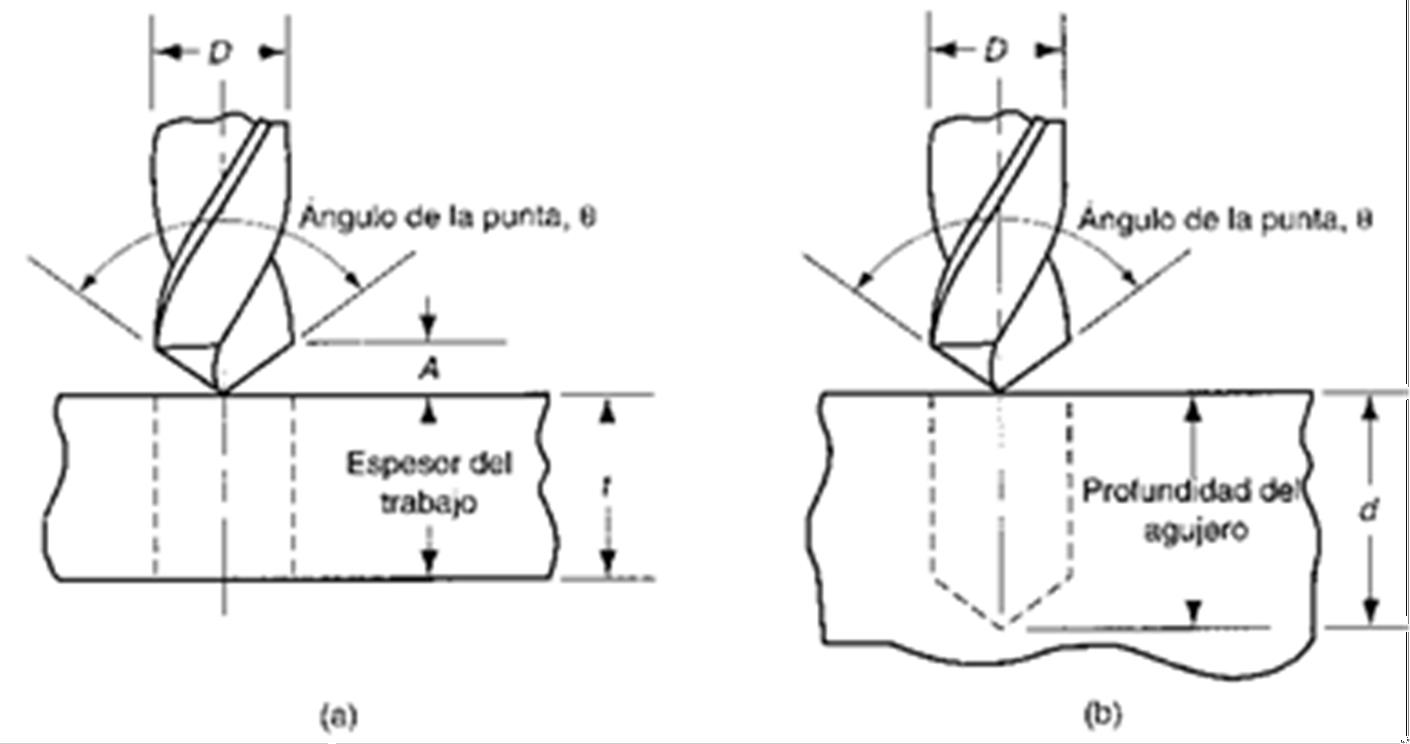 D
Ángulo de la punta, θ
A
Espesor del
trabajo
t
(a)
D
Ángulo de la punta, θ
Profundidad del
agujero
d
(b)